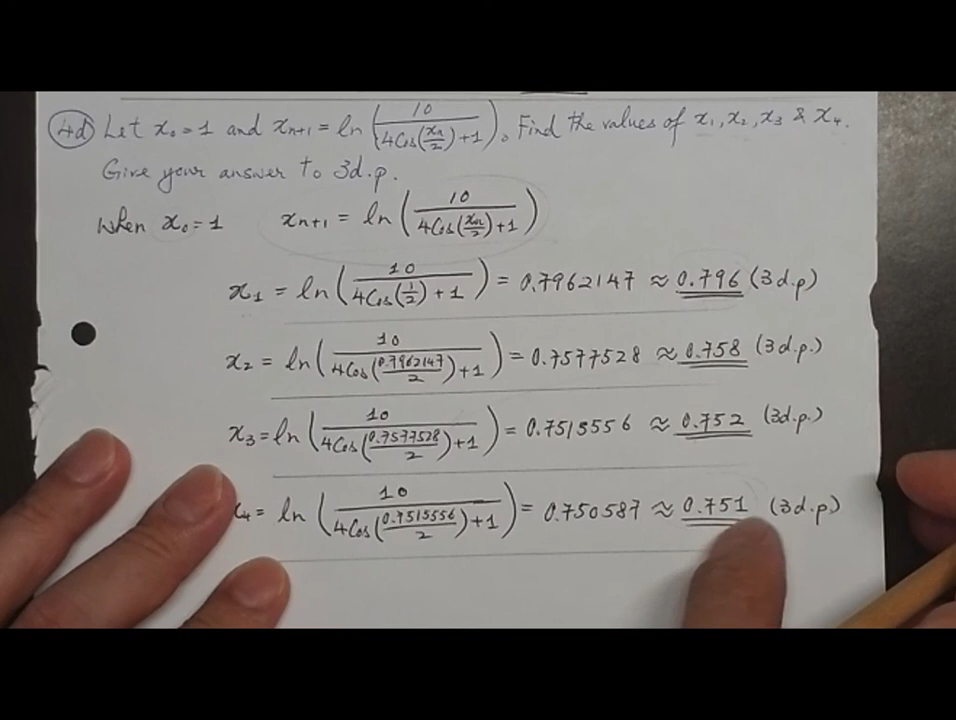 4d Let x₀ = 1 and xₙ₊₁ = ln (10 / (4Cos(xₙ/2) + 1)). Find the values of x₁, x₂, x₃ & x₄.
Give your answer to 3d.p.
When x₀ = 1 xₙ₊₁ = ln (10 / (4Cos(xₙ/2) + 1))
x₁ = ln (10 / (4Cos(1/2) + 1)) = 0.7962147 ≈ 0.796 (3d.p)
x₂ = ln (10 / (4Cos(0.7962147/2) + 1)) = 0.7577528 ≈ 0.758 (3d.p.)
x₃ = ln (10 / (4Cos(0.7577528/2) + 1)) = 0.7515556 ≈ 0.752 (3d.p.)
x₄ = ln (10 / (4Cos(0.7515556/2) + 1)) = 0.750587 ≈ 0.751 (3d.p.)